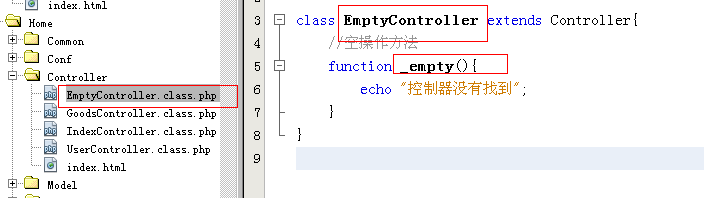 index.html
Home
Common
Conf
Controller
EmptyController.class.php
GoodsController.class.php
IndexController.class.php
UserController.class.php
index.html
Model
3 class EmptyController extends Controller{
4 //空操作方法
5 function _empty(){
6 echo "控制器没有找到";
7 }
8 }
9